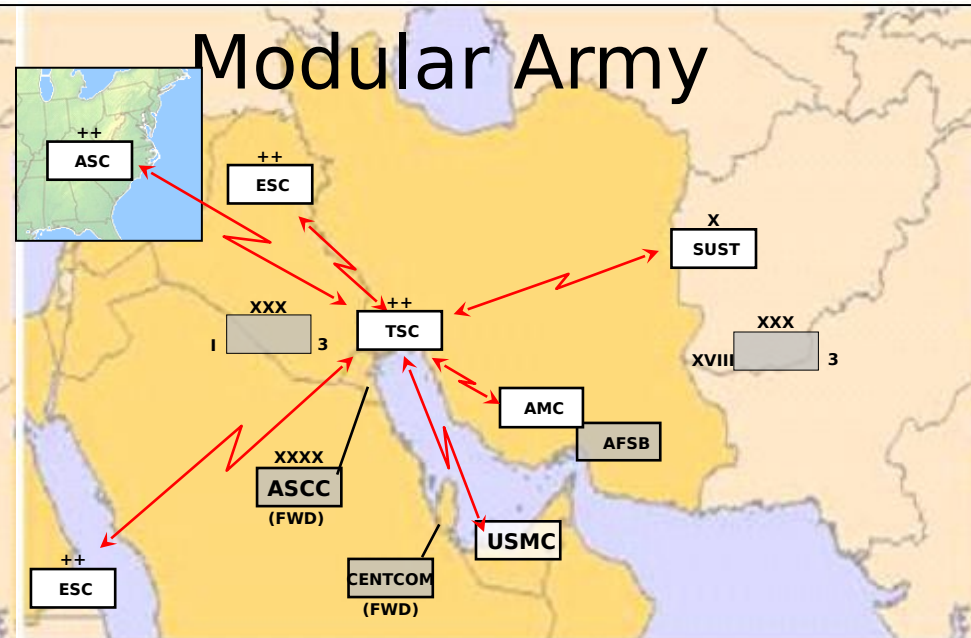 Modular Army
++
ASC
++
ESC
X
SUST
++
TSC
XXX
I
3
XXX
XVIII
3
AMC
AFSB
XXXX
ASCC
(FWD)
USMC
CENTCOM
(FWD)
++
ESC